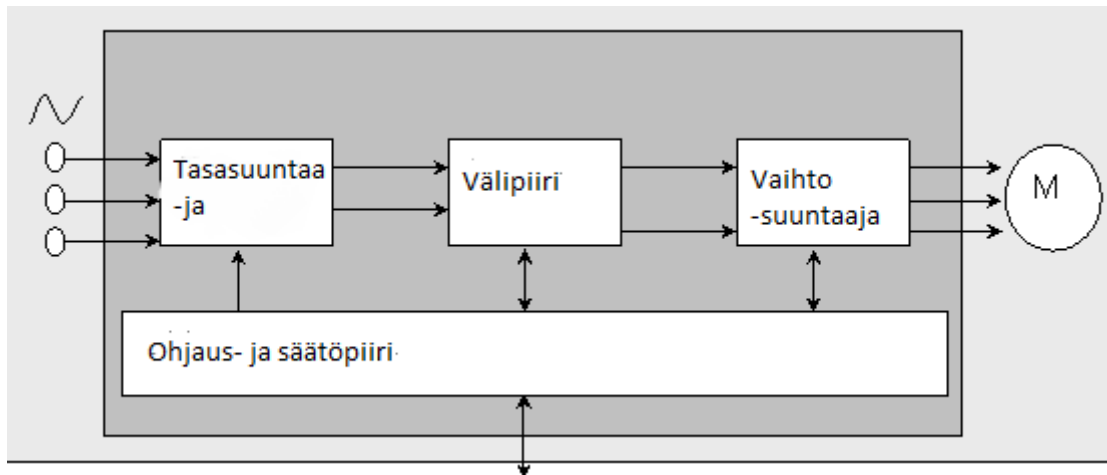 Tasasuuntaa
-ja
Välipiiri
Vaihto
-suuntaaja
M
Ohjaus- ja säätöpiiri